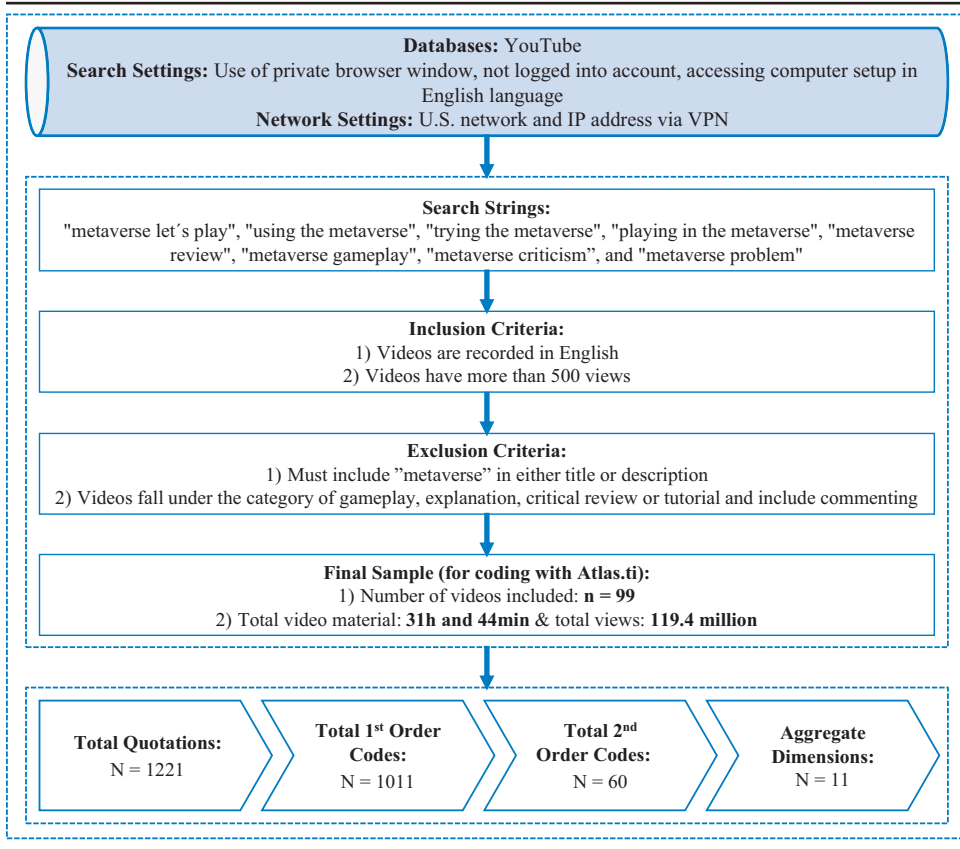 Databases: YouTube
Search Settings: Use of private browser window, not logged into account, accessing computer setup in
English language
Network Settings: U.S. network and IP address via VPN
Search Strings:
"metaverse let´s play", "using the metaverse", "trying the metaverse", "playing in the metaverse", "metaverse
review", "metaverse gameplay", "metaverse criticism”, and "metaverse problem"
Inclusion Criteria:
1) Videos are recorded in English
2) Videos have more than 500 views
Exclusion Criteria:
1) Must include ”metaverse” in either title or description
2) Videos fall under the category of gameplay, explanation, critical review or tutorial and include commenting
Final Sample (for coding with Atlas.ti):
1) Number of videos included: n = 99
2) Total video material: 31h and 44min & total views: 119.4 million
Total Quotations:
N = 1221
Total 1st Order
Codes:
N = 1011
Total 2nd
Order Codes:
N = 60
Aggregate
Dimensions:
N = 11